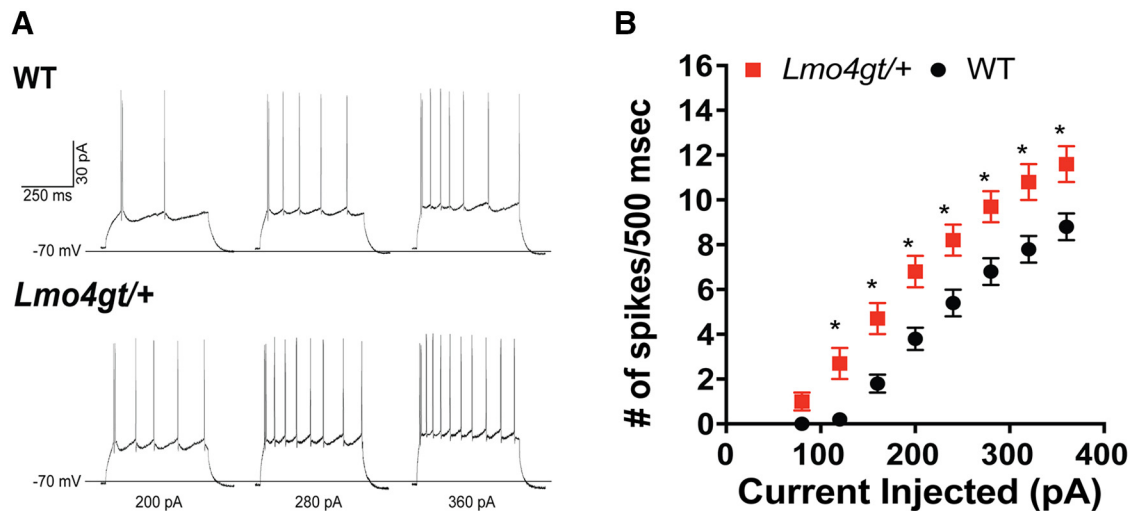 A
WT
30 pA
250 ms
-70 mV
Lmo4gt/+
-70 mV
200 pA 280 pA 360 pA
B
Lmo4gt/+ WT
# of spikes/500 msec
16
14
12
10
8
6
4
2
0
* * * * * * *
0 100 200 300 400
Current Injected (pA)